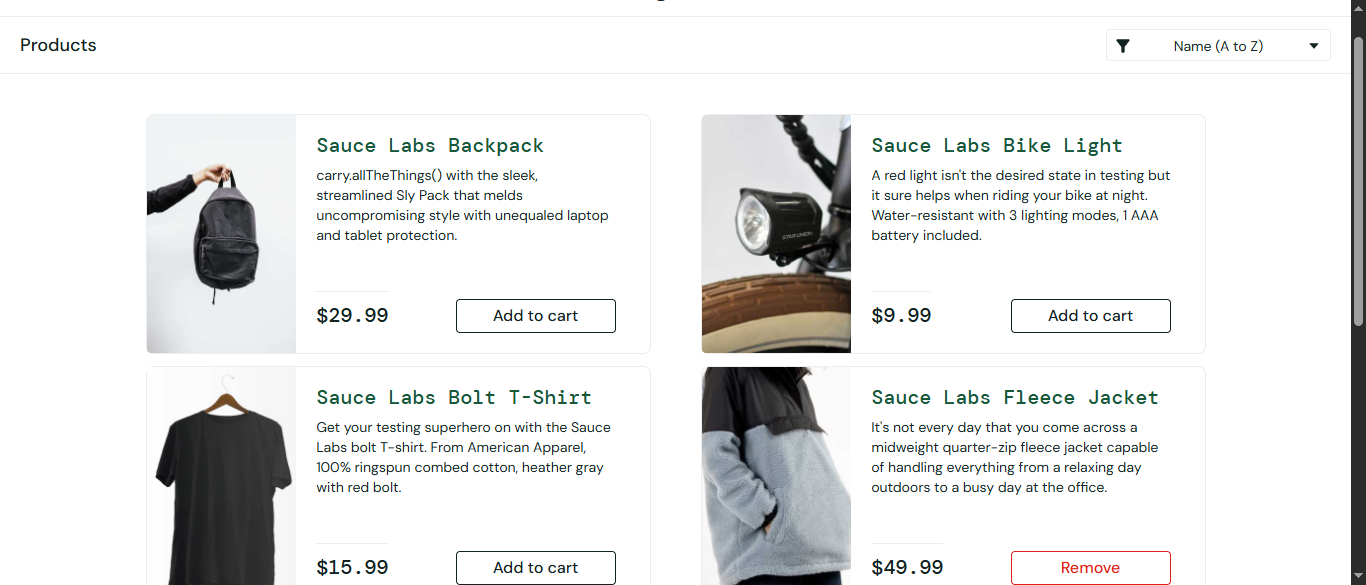 Products
Name (A to Z)
Sauce Labs Backpack
carry.allTheThings() with the sleek,
streamlined Sly Pack that melds
uncompromising style with unequaled laptop
and tablet protection.
$29.99
Add to cart
Sauce Labs Bike Light
A red light isn't the desired state in testing but
it sure helps when riding your bike at night.
Water-resistant with 3 lighting modes, 1 AAA
battery included.
$9.99
Add to cart
Sauce Labs Bolt T-Shirt
Get your testing superhero on with the Sauce
Labs bolt T-shirt. From American Apparel,
100% ringspun combed cotton, heather gray
with red bolt.
$15.99
Add to cart
Sauce Labs Fleece Jacket
It's not every day that you come across a
midweight quarter-zip fleece jacket capable
of handling everything from a relaxing day
outdoors to a busy day at the office.
$49.99
Remove